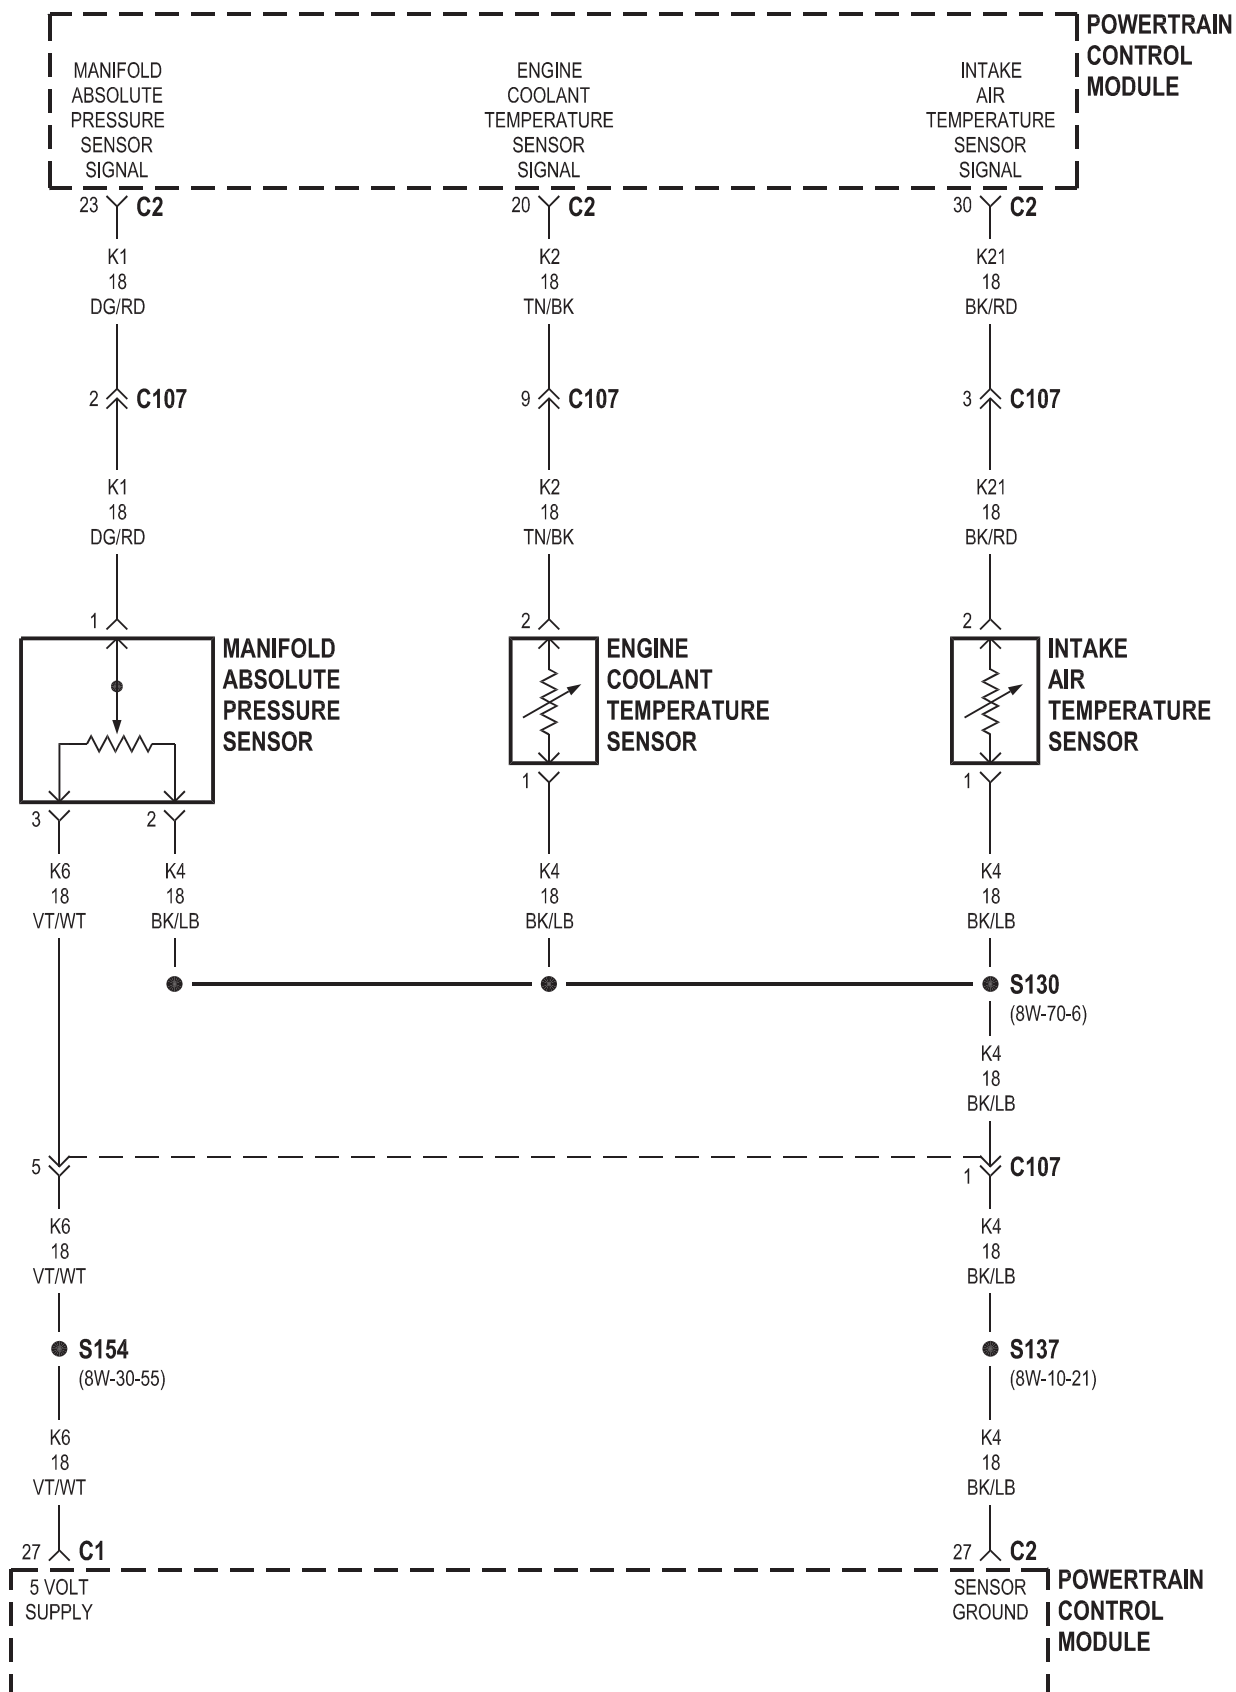 POWERTRAIN
CONTROL
MODULE
MANIFOLD
ABSOLUTE
PRESSURE
SENSOR
SIGNAL
ENGINE
COOLANT
TEMPERATURE
SENSOR
SIGNAL
INTAKE
AIR
TEMPERATURE
SENSOR
SIGNAL
23 C2
20 C2
30 C2
K1
18
DG/RD
K2
18
TN/BK
K21
18
BK/RD
2 C107
9 C107
3 C107
K1
18
DG/RD
K2
18
TN/BK
K21
18
BK/RD
1
2
2
MANIFOLD
ABSOLUTE
PRESSURE
SENSOR
ENGINE
COOLANT
TEMPERATURE
SENSOR
INTAKE
AIR
TEMPERATURE
SENSOR
3
2
1
1
K6
18
VT/WT
K4
18
BK/LB
K4
18
BK/LB
K4
18
BK/LB
S130
(8W-70-6)
K4
18
BK/LB
5
1 C107
K6
18
VT/WT
K4
18
BK/LB
S154
(8W-30-55)
S137
(8W-10-21)
K6
18
VT/WT
K4
18
BK/LB
27 C1
27 C2
5 VOLT
SUPPLY
SENSOR
GROUND
POWERTRAIN
CONTROL
MODULE